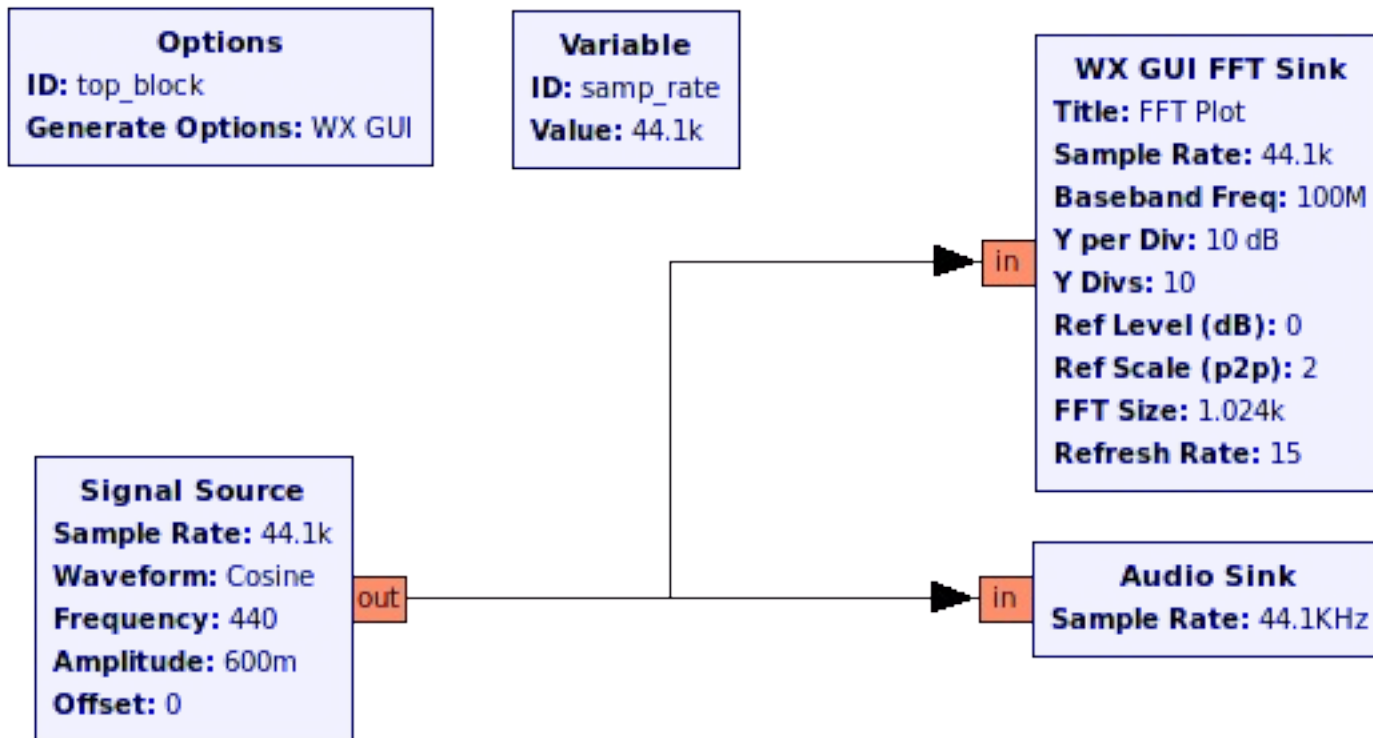 Options
ID: top_block
Generate Options: WX GUI
Variable
ID: samp_rate
Value: 44.1k
WX GUI FFT Sink
Title: FFT Plot
Sample Rate: 44.1k
Baseband Freq: 100M
Y per Div: 10 dB
Y Divs: 10
Ref Level (dB): 0
Ref Scale (p2p): 2
FFT Size: 1.024k
Refresh Rate: 15
in
Signal Source
Sample Rate: 44.1k
Waveform: Cosine
Frequency: 440
Amplitude: 600m
Offset: 0
out
in
Audio Sink
Sample Rate: 44.1KHz